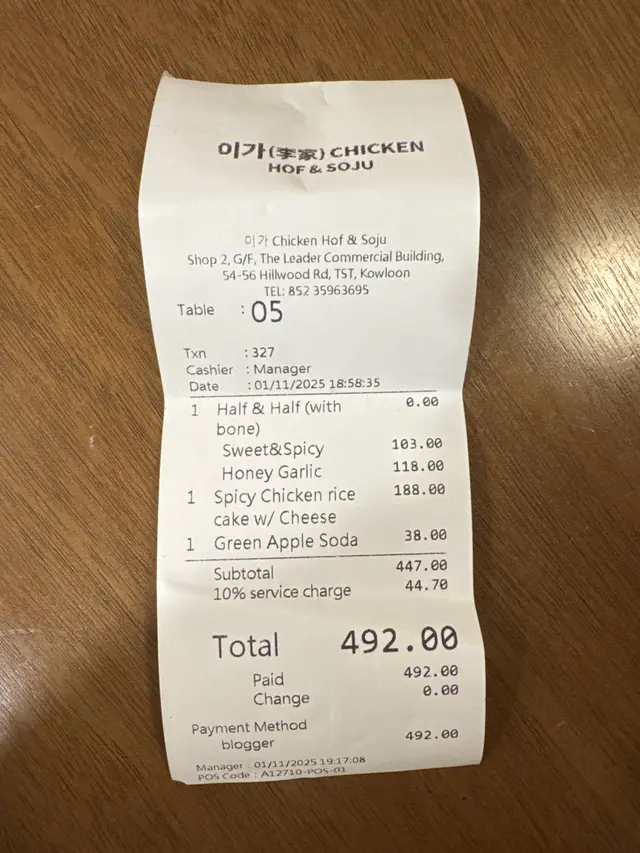 이가(李家) CHICKEN
HOF & SOJU
이가 Chicken Hof & Soju
Shop 2, G/F, The Leader Commercial Building,
54-56 Hillwood Rd, TST, Kowloon
TEL: 852 35963695
Table : 05
Txn : 327
Cashier : Manager
Date : 01/11/2025 18:58:35
1 Half & Half (with 0.00
bone)
Sweet&Spicy 103.00
Honey Garlic 118.00
1 Spicy Chicken rice 188.00
cake w/ Cheese
1 Green Apple Soda 38.00
Subtotal 447.00
10% service charge 44.70
Total 492.00
Paid 492.00
Change 0.00
Payment Method
blogger 492.00
Manager : 01/11/2025 19:17:08
POS Code : A12710-POS-01